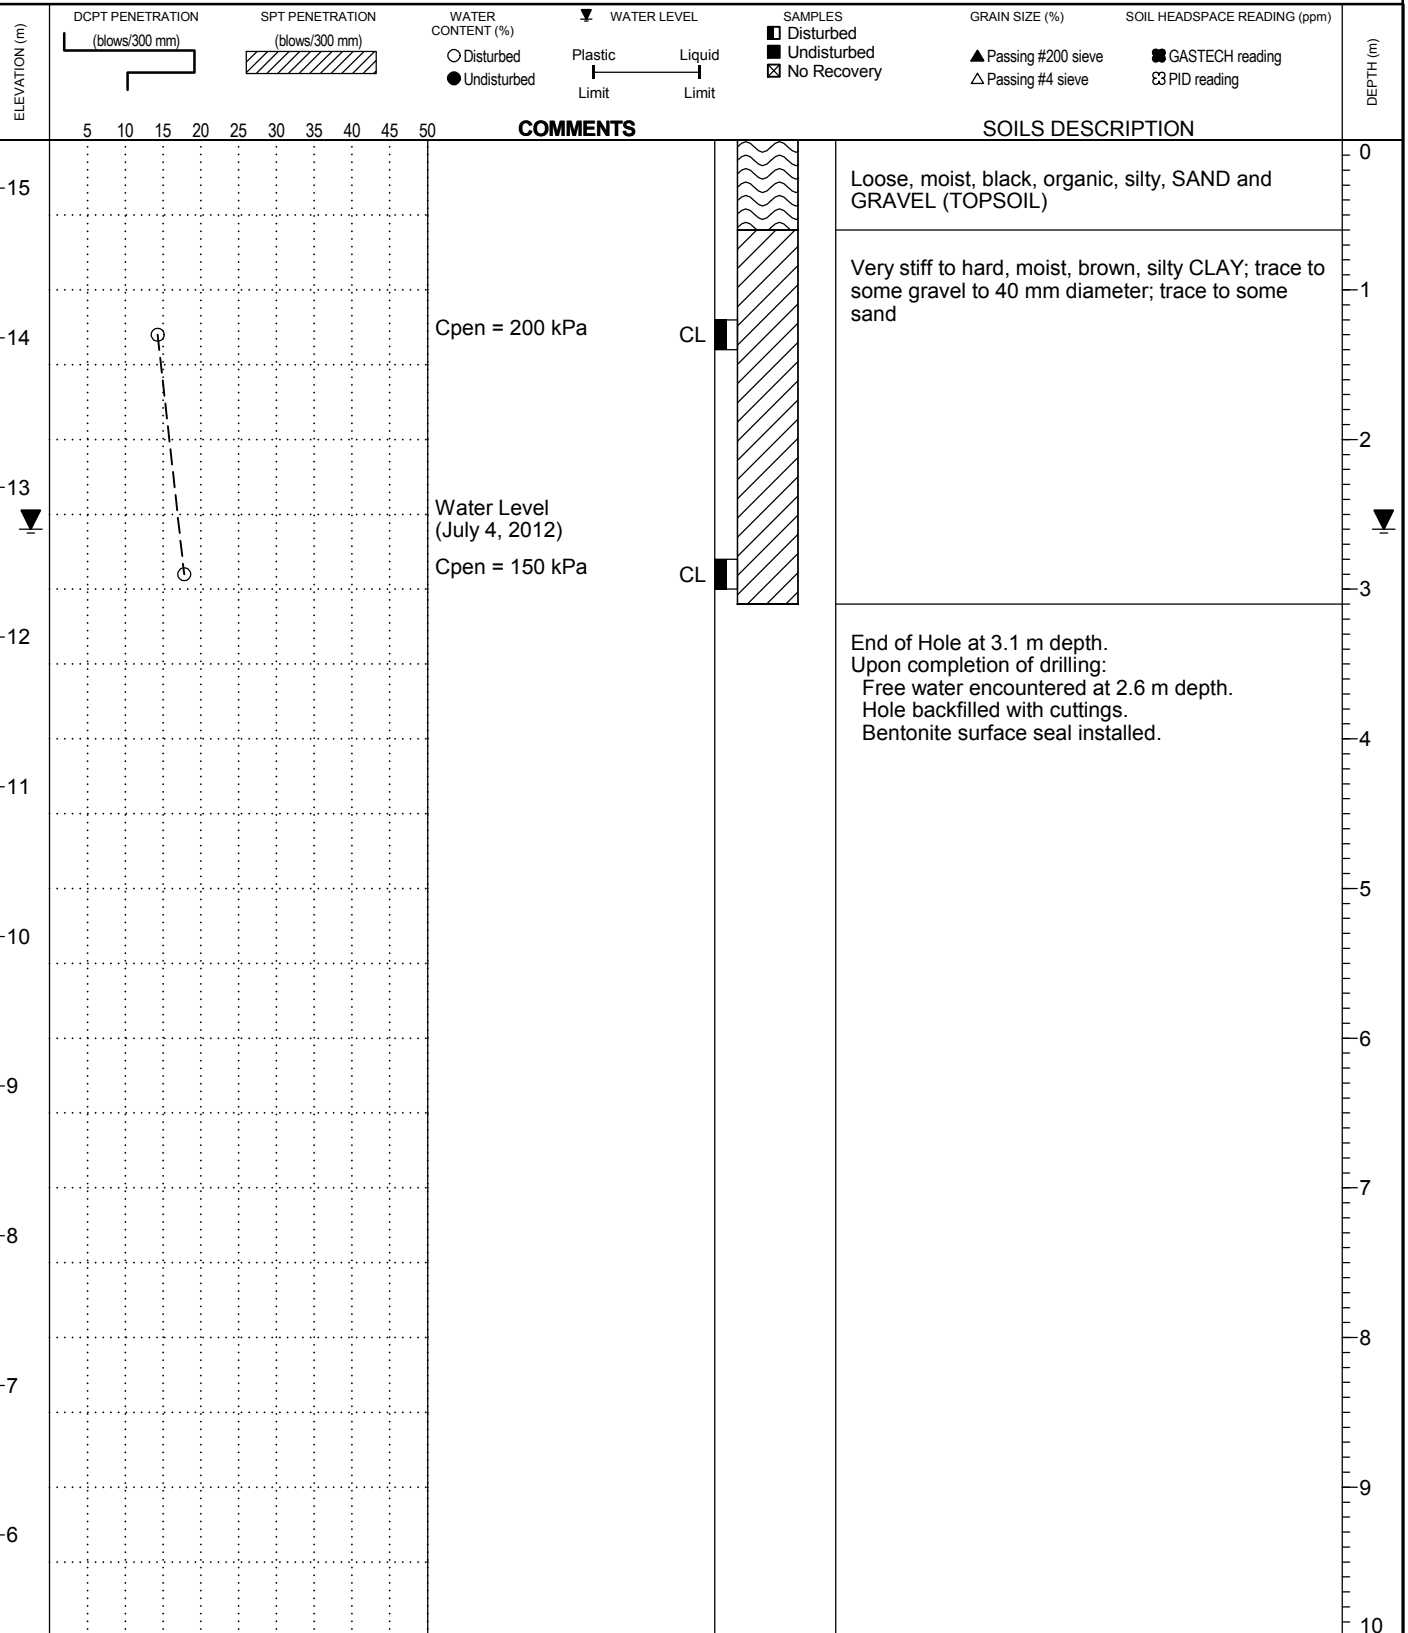 ELEVATION (m)
DCPT PENETRATION
(blows/300 mm)
SPT PENETRATION
(blows/300 mm)
WATER
CONTENT (%)
Disturbed
Undisturbed
WATER LEVEL
Plastic Liquid
Limit Limit
SAMPLES
Disturbed
Undisturbed
No Recovery
GRAIN SIZE (%)
Passing #200 sieve
Passing #4 sieve
SOIL HEADSPACE READING (ppm)
GASTECH reading
PID reading
DEPTH (m)
5 10 15 20 25 30 35 40 45 50
COMMENTS
SOILS DESCRIPTION
0
15
Loose, moist, black, organic, silty, SAND and
GRAVEL (TOPSOIL)
Very stiff to hard, moist, brown, silty CLAY; trace to
some gravel to 40 mm diameter; trace to some
sand
1
14
Cpen = 200 kPa
CL
2
13
Water Level
(July 4, 2012)
Cpen = 150 kPa
CL
3
12
End of Hole at 3.1 m depth.
Upon completion of drilling:
Free water encountered at 2.6 m depth.
Hole backfilled with cuttings.
Bentonite surface seal installed.
4
11
5
10
6
9
7
8
8
7
9
6
10